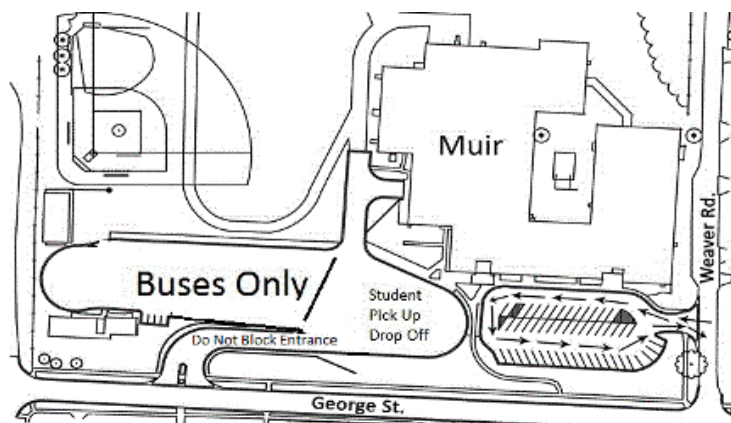 Muir
Weaver Rd.
Buses Only
Student
Pick Up
Drop Off
Do Not Block Entrance
George St.